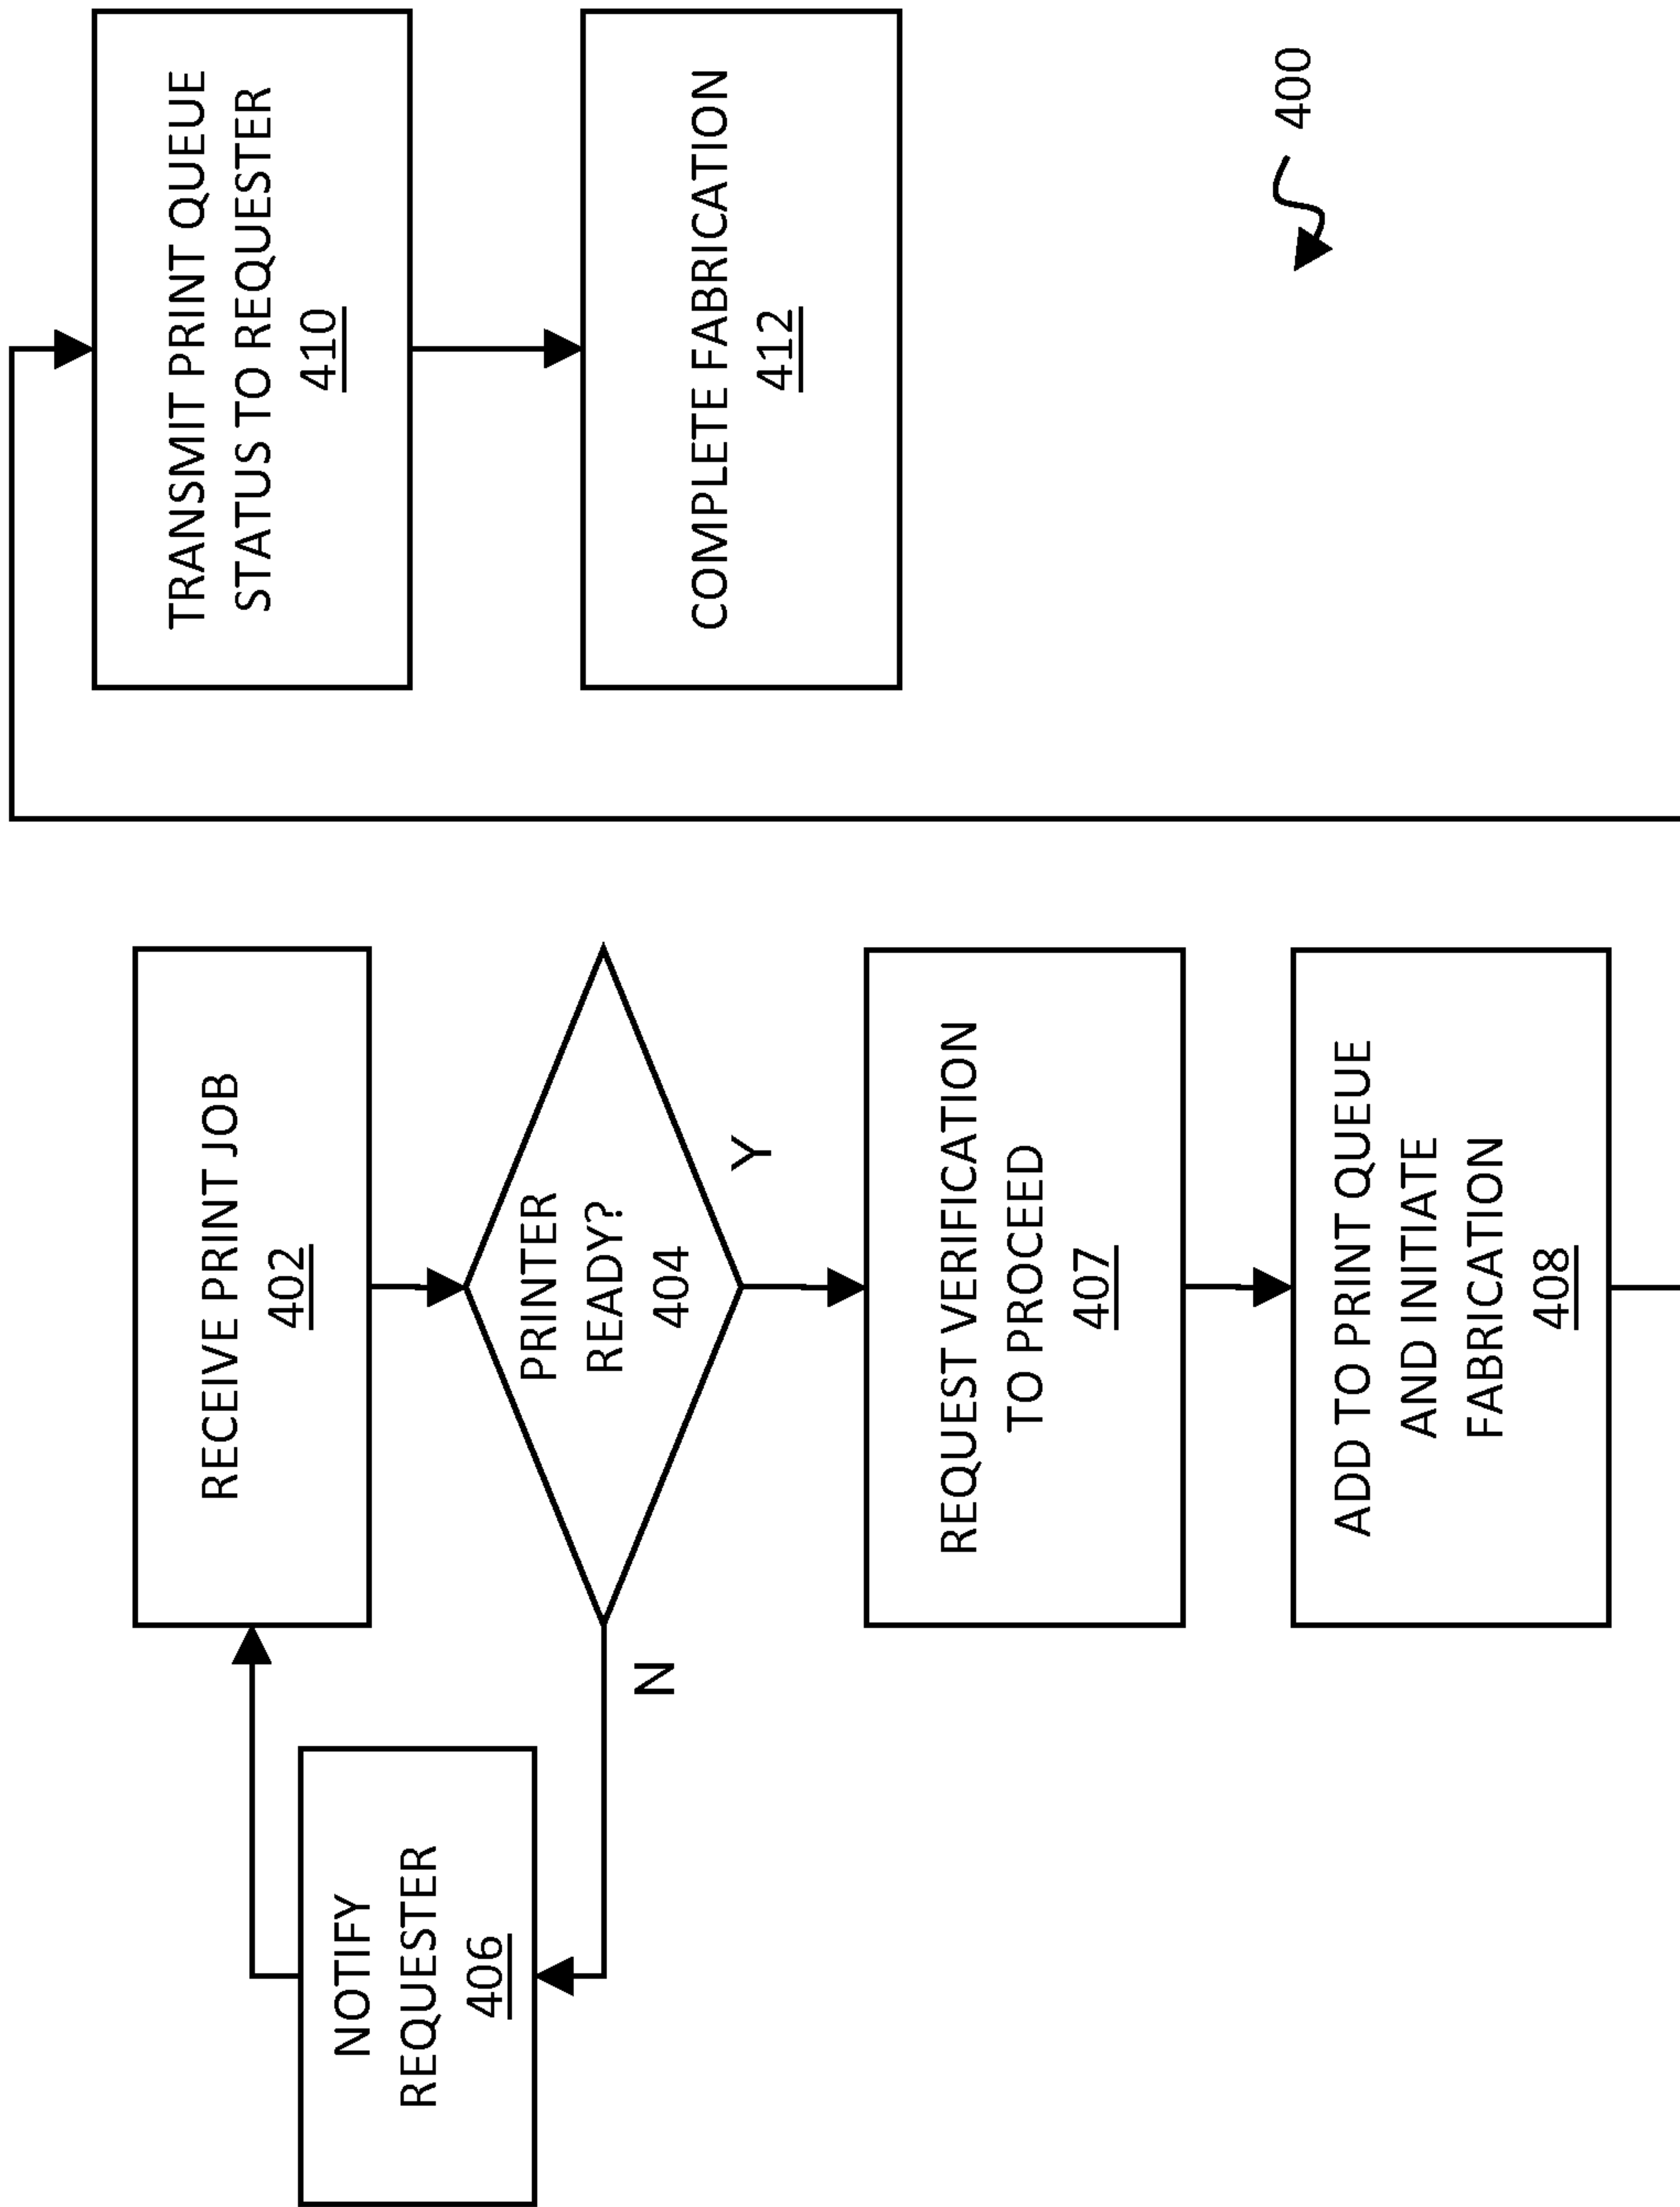 RECEIVE PRINT JOB
402
PRINTER
READY?
404
N
Y
NOTIFY
REQUESTER
406
REQUEST VERIFICATION
TO PROCEED
407
ADD TO PRINT QUEUE
AND INITIATE
FABRICATION
408
TRANSMIT PRINT QUEUE
STATUS TO REQUESTER
410
COMPLETE FABRICATION
412
400